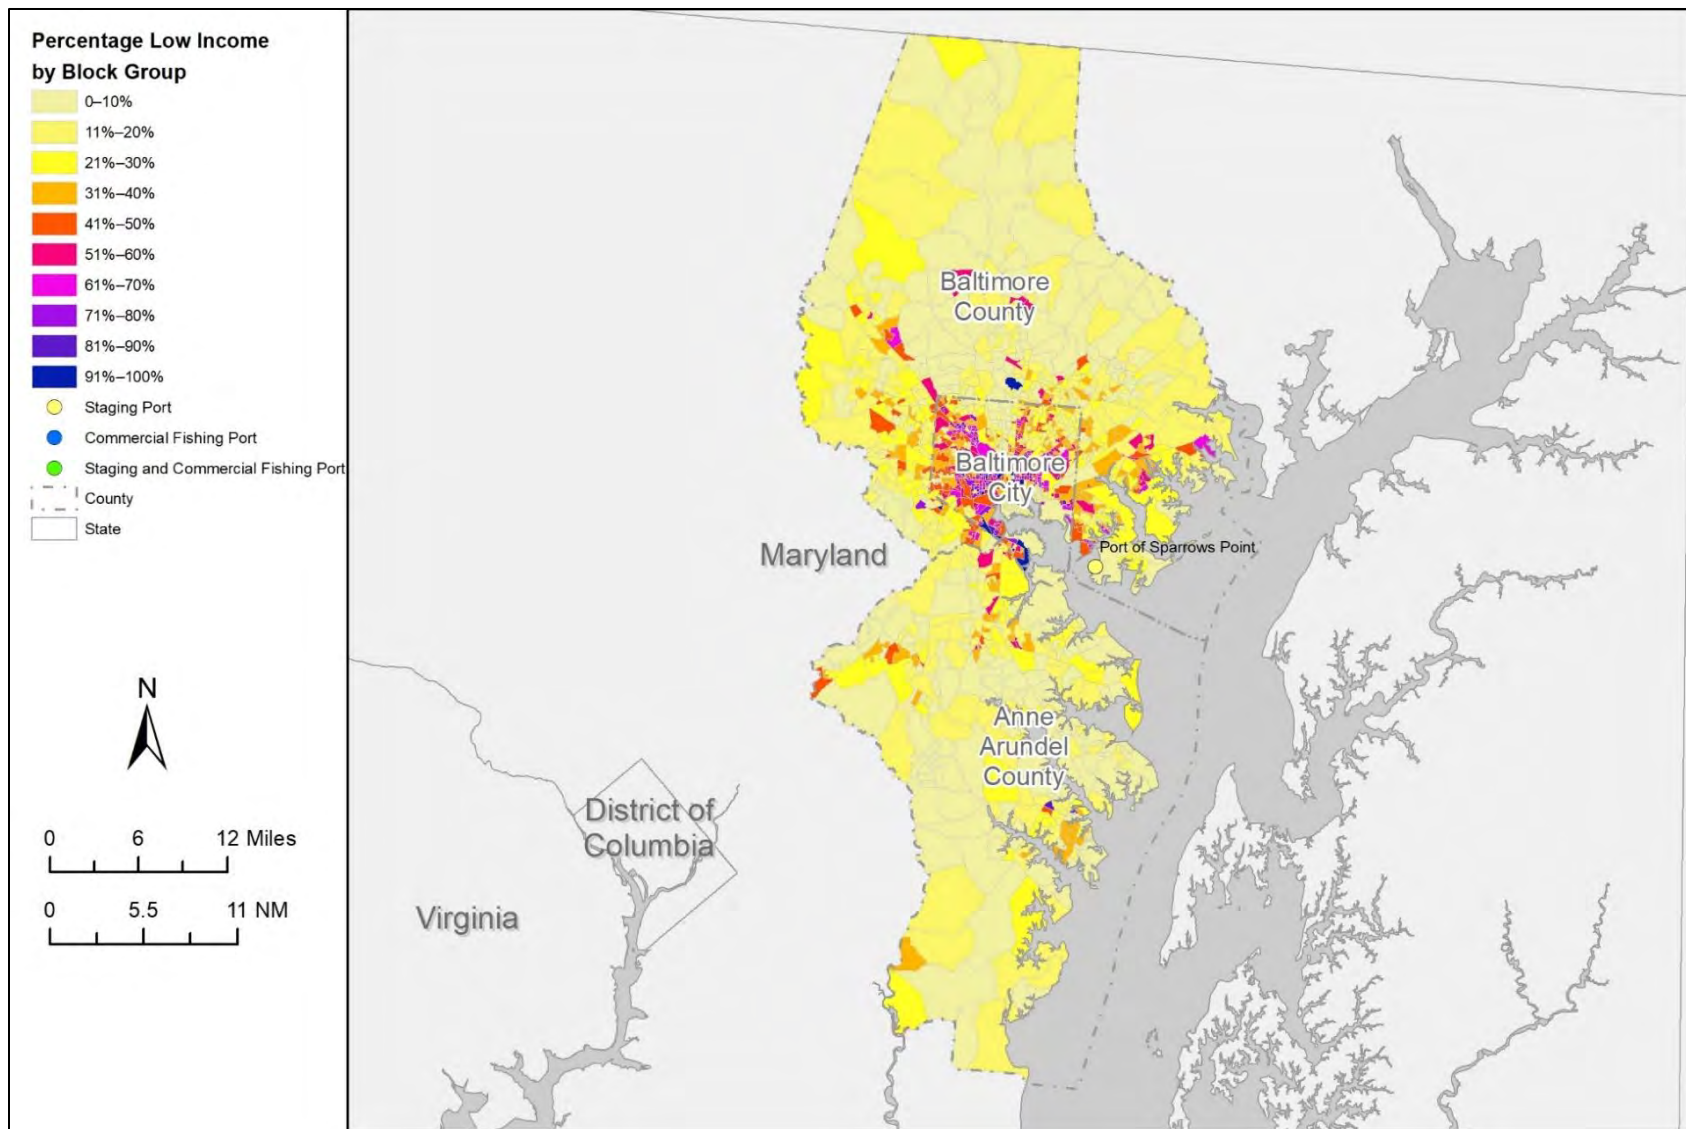 Percentage Low Income
by Block Group
0–10%
11%–20%
21%–30%
31%–40%
41%–50%
51%–60%
61%–70%
71%–80%
81%–90%
91%–100%
Staging Port
Commercial Fishing Port
Staging and Commercial Fishing Port
County
State
N
0 6 12 Miles
0 5.5 11 NM
Baltimore
County
Baltimore
City
Port of Sparrows Point
Maryland
Anne
Arundel
County
District of
Columbia
Virginia